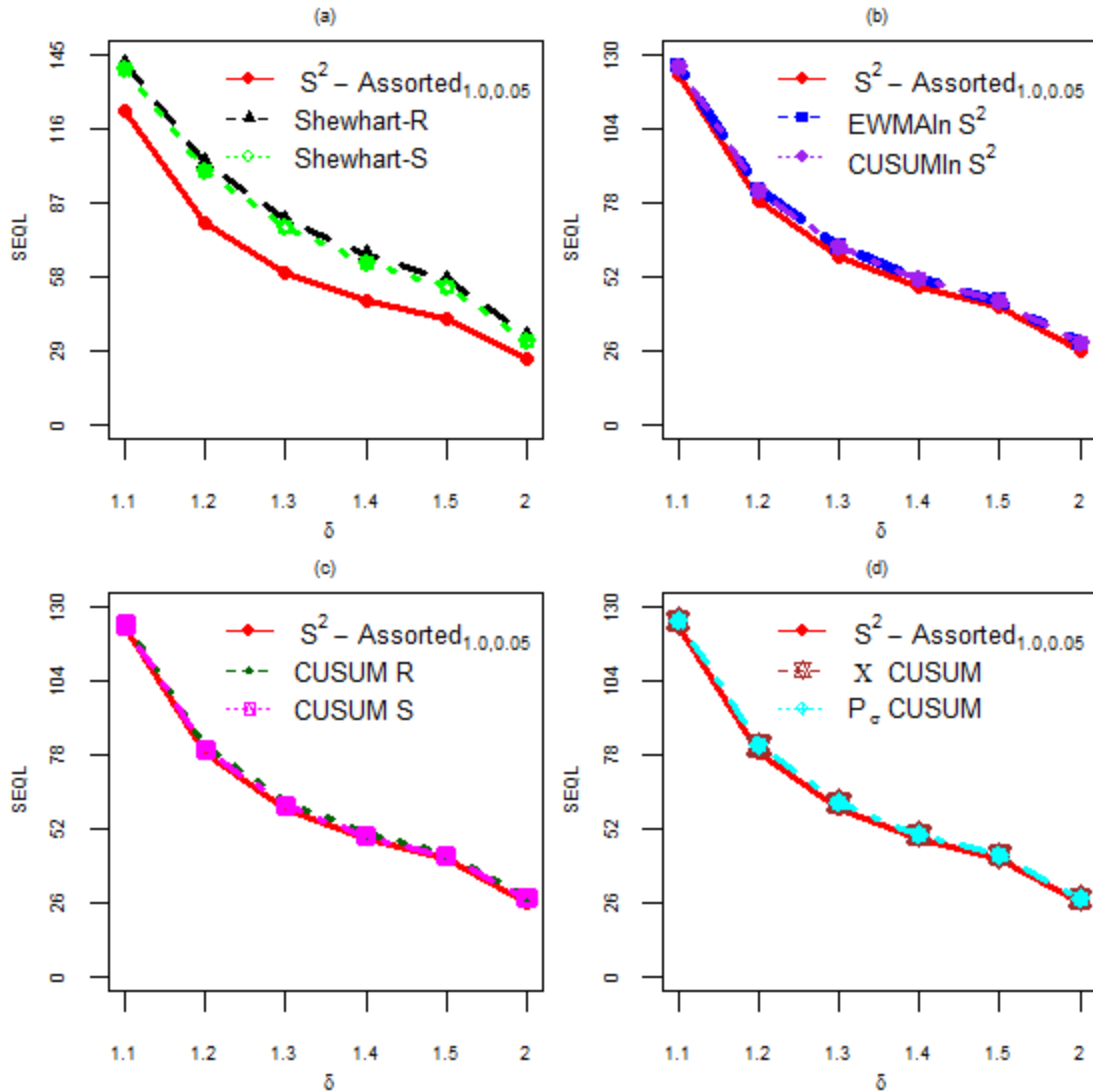 (a)
145
116
87
58
29
0
SEQL
S² – Assorted₁.₀,₀.₀₅
Shewhart-R
Shewhart-S
1.1 1.2 1.3 1.4 1.5 2
δ
(b)
130
104
78
52
26
0
SEQL
S² – Assorted₁.₀,₀.₀₅
EWMAln S²
CUSUMln S²
1.1 1.2 1.3 1.4 1.5 2
δ
(c)
130
104
78
52
26
0
SEQL
S² – Assorted₁.₀,₀.₀₅
CUSUM R
CUSUM S
1.1 1.2 1.3 1.4 1.5 2
δ
(d)
130
104
78
52
26
0
SEQL
S² – Assorted₁.₀,₀.₀₅
X CUSUM
Pσ CUSUM
1.1 1.2 1.3 1.4 1.5 2
δ